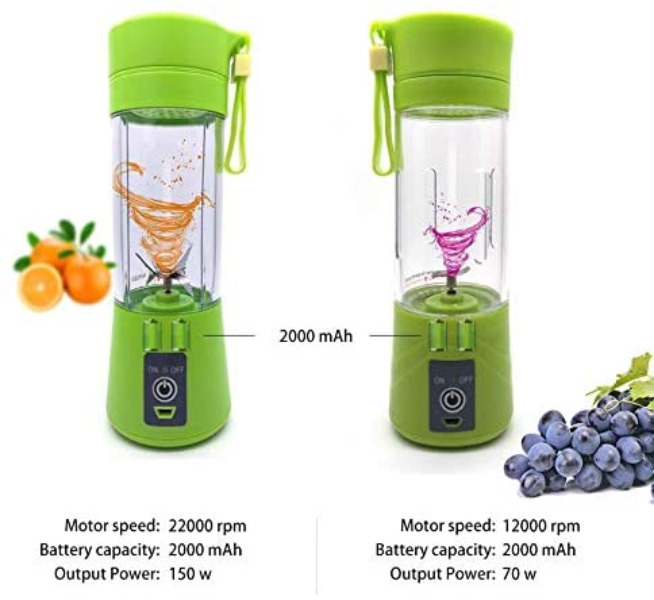 2000 mAh
ON OFF
ON OFF
Motor speed: 22000 rpm
Battery capacity: 2000 mAh
Output Power: 150 w
Motor speed: 12000 rpm
Battery capacity: 2000 mAh
Output Power: 70 w